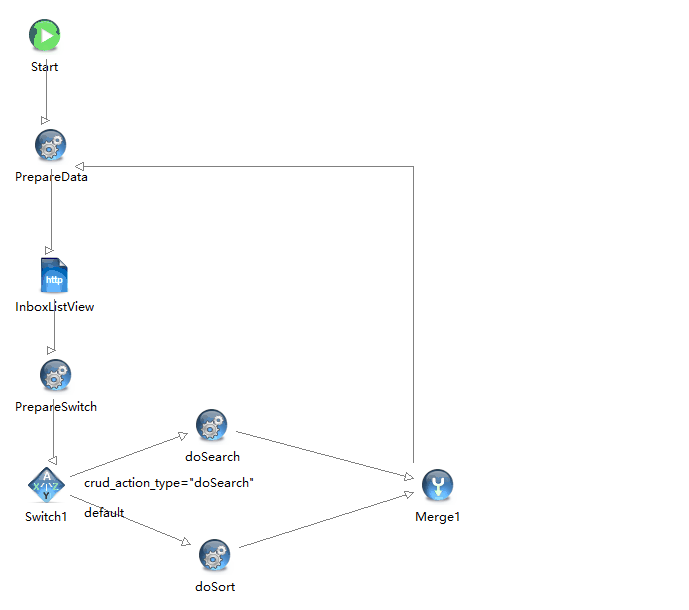 Start
PrepareData
http
InboxListView
PrepareSwitch
doSearch
crud_action_type="doSearch"
A
X Z
Y
Switch1
default
Merge1
doSort